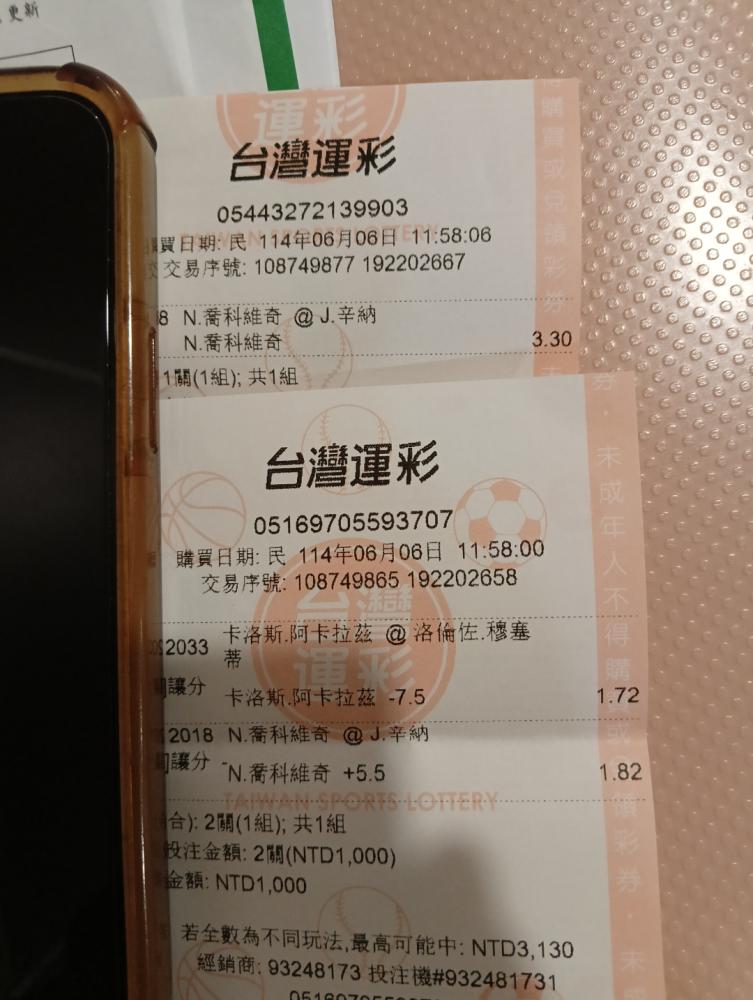 更新
運彩
台灣運彩
05443272139903
買日期: 民 114年06月06日 11:58:06
交易序號: 108749877 192202667
8 N.喬科維奇 @ J.辛納
N.喬科維奇 3.30
1關(1組); 共1組
台灣運彩
05169705593707
購買日期: 民 114年06月06日 11:58:00
交易序號: 108749865 192202658
2033 卡洛斯.阿卡拉茲 @ 洛倫佐.穆塞
蒂
讓分 卡洛斯.阿卡拉茲 -7.5 1.72
2018 N.喬科維奇 @ J.辛納
讓分 N.喬科維奇 +5.5 1.82
台灣
運彩
TAIWAN SPORTS LOTTERY
合): 2關(1組); 共1組
投注金額: 2關(NTD1,000)
金額: NTD1,000
若全數為不同玩法,最高可能中: NTD3,130
經銷商: 93248173 投注機#932481731
購買或兌領彩券
券·未成年人不得購